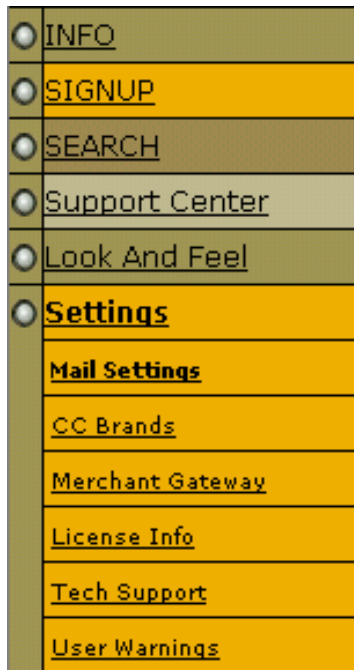 INFO
SIGNUP
SEARCH
Support Center
Look And Feel
Settings
Mail Settings
CC Brands
Merchant Gateway
License Info
Tech Support
User Warnings